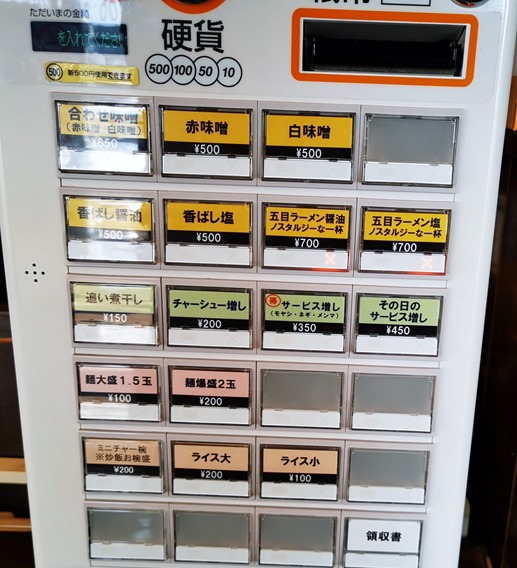 ただいまの金額
を入れてください
硬貨
500 100 50 10
500 新500円使用できます
合わせ味噌
(赤味噌 白味噌)
¥650
赤味噌
¥500
白味噌
¥500
香ばし醤油
¥500
香ばし塩
¥500
五目ラーメン醤油
ノスタルジーな一杯
¥700
×
五目ラーメン塩
ノスタルジーな一杯
¥700
×
追い煮干し
¥150
チャーシュー増し
¥200
得 サービス増し
(モヤシ・ネギ・メンマ)
¥350
その日の
サービス増し
¥450
麺大盛1.5玉
¥100
麺爆盛2玉
¥200
ミニチャー椀
※炒飯お椀盛
¥200
ライス大
¥200
ライス小
¥100
領収書